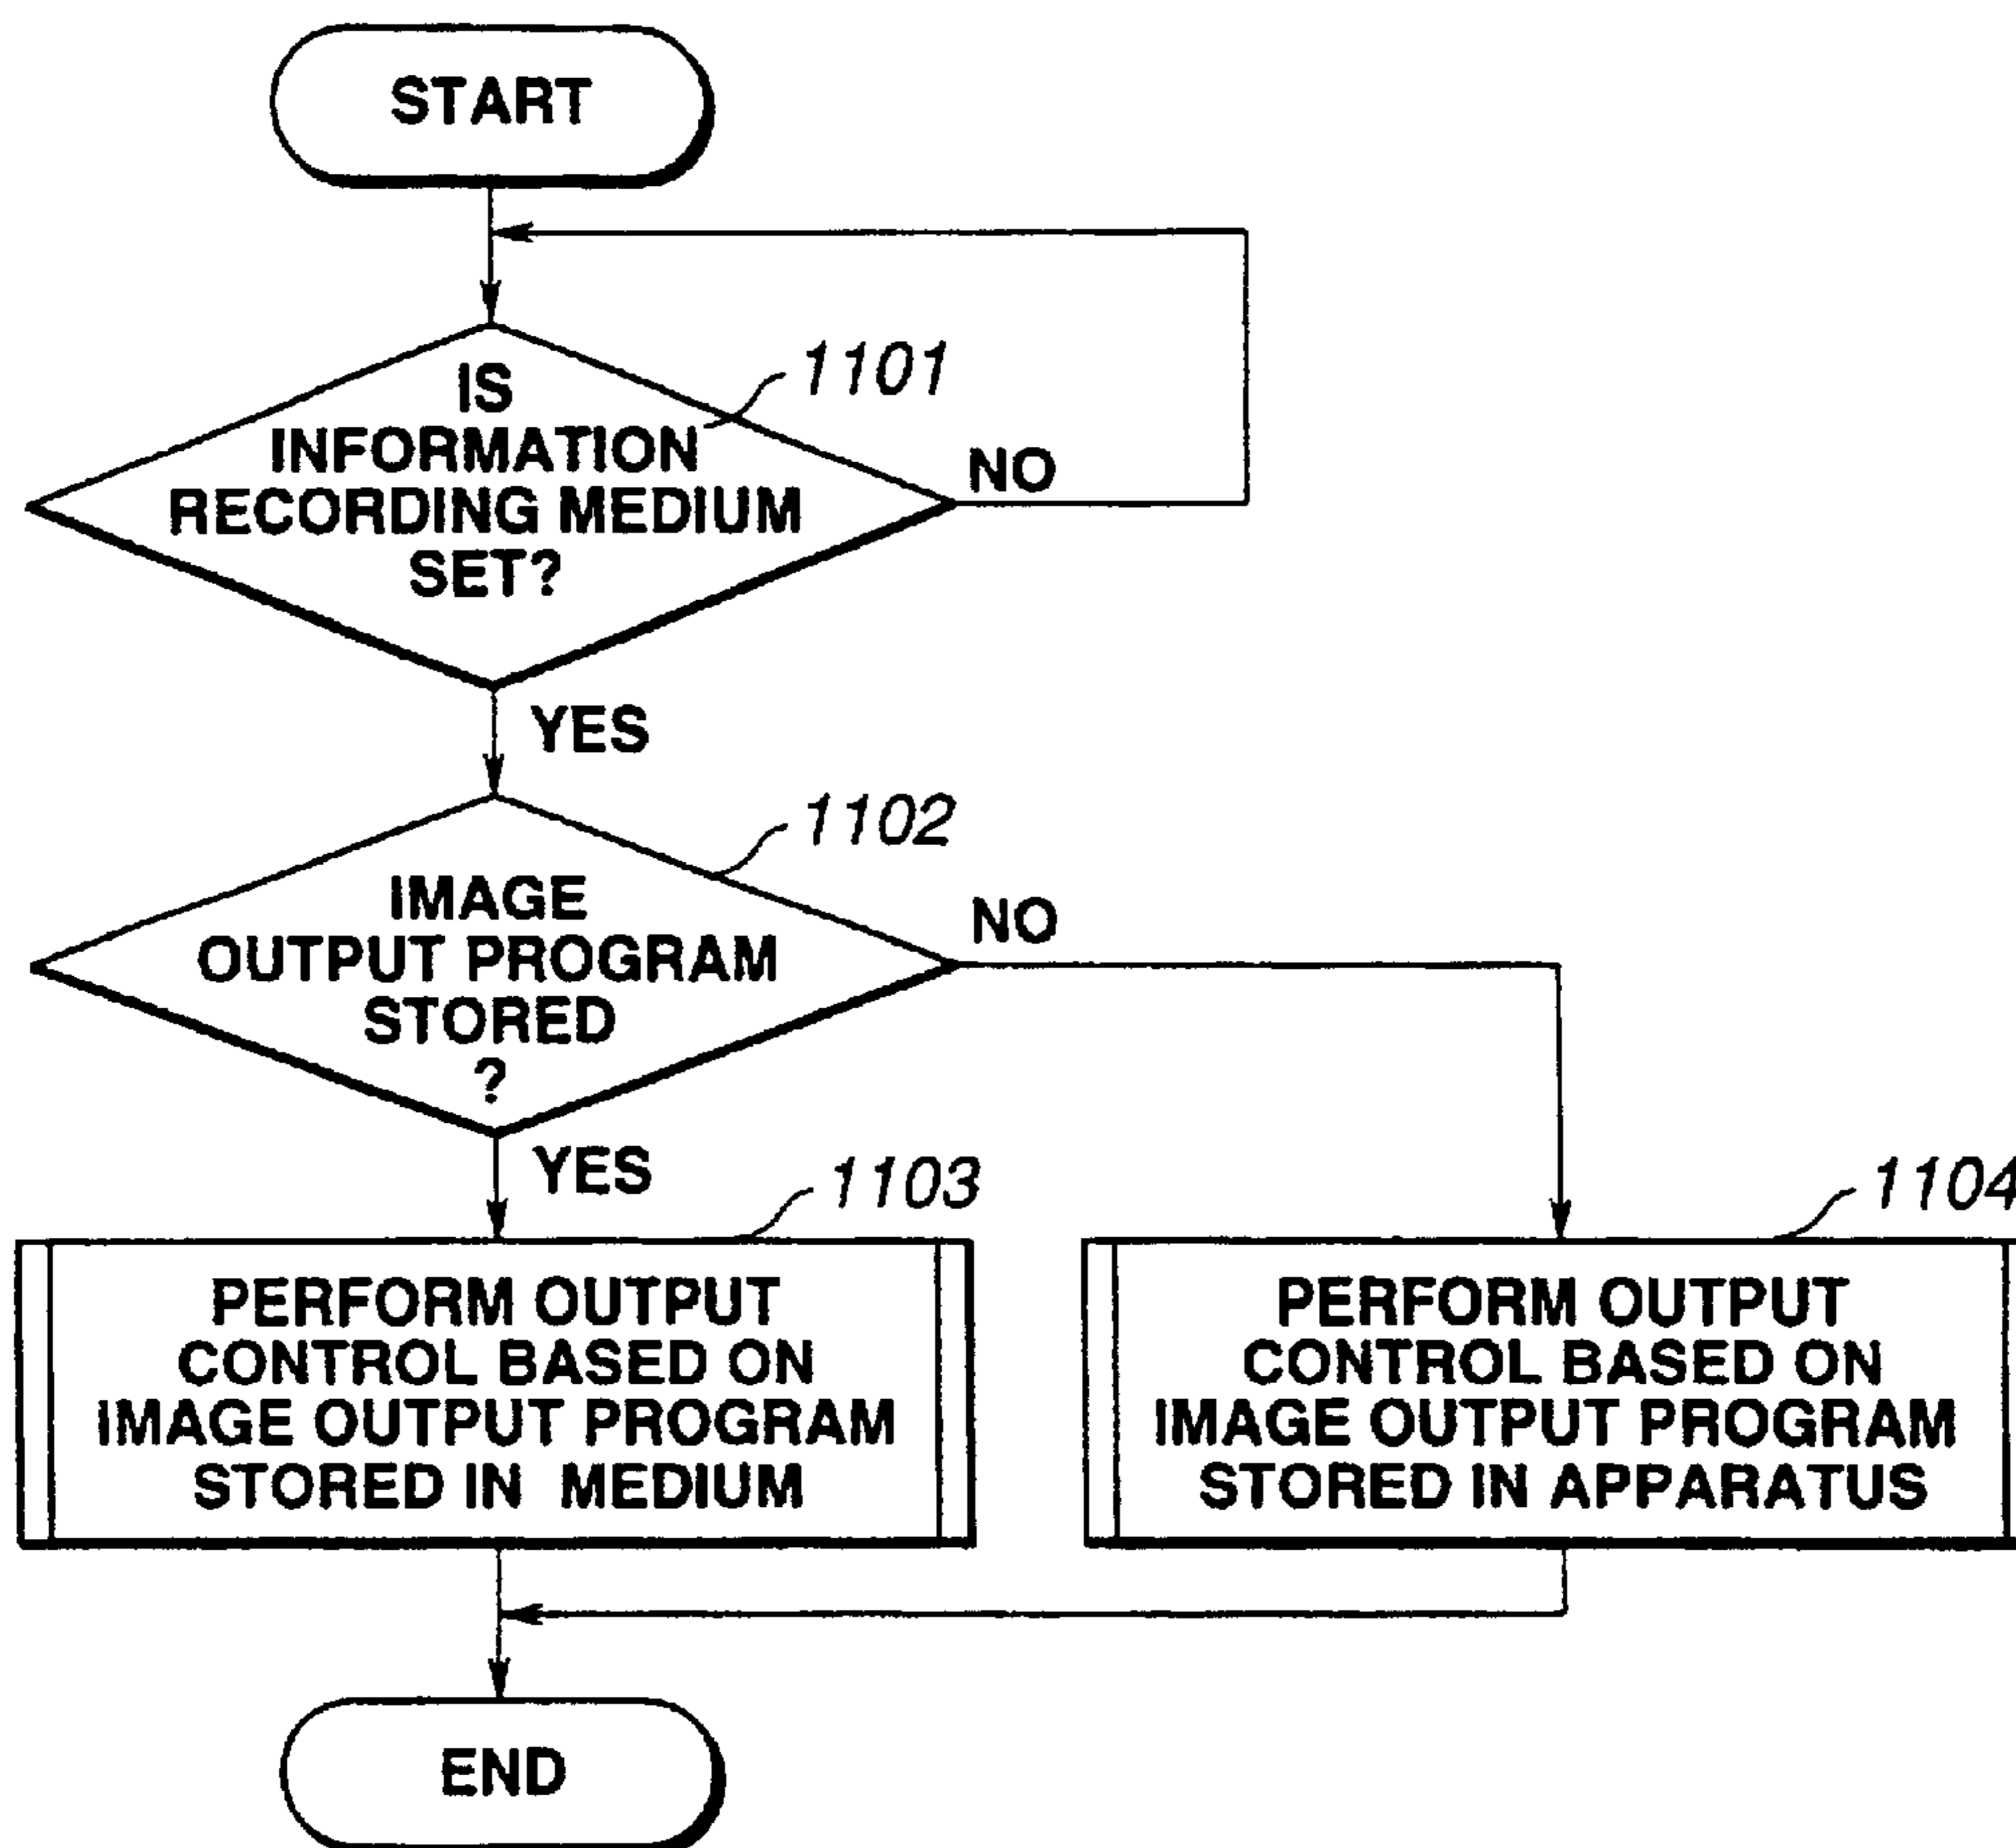 START
1101
IS
INFORMATION
RECORDING MEDIUM
SET?
NO
YES
1102
IMAGE
OUTPUT PROGRAM
STORED
?
NO
YES
1103
PERFORM OUTPUT
CONTROL BASED ON
IMAGE OUTPUT PROGRAM
STORED IN MEDIUM
1104
PERFORM OUTPUT
CONTROL BASED ON
IMAGE OUTPUT PROGRAM
STORED IN APPARATUS
END